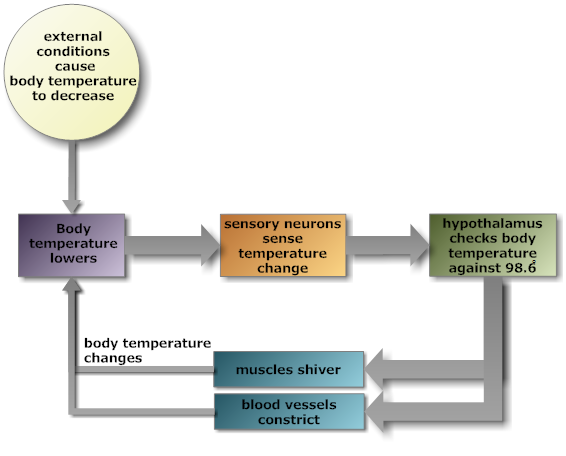 external
conditions
cause
body temperature
to decrease
Body
temperature
lowers
sensory neurons
sense
temperature
change
hypothalamus
checks body
temperature
against 98.6°
body temperature
changes
muscles shiver
blood vessels
constrict